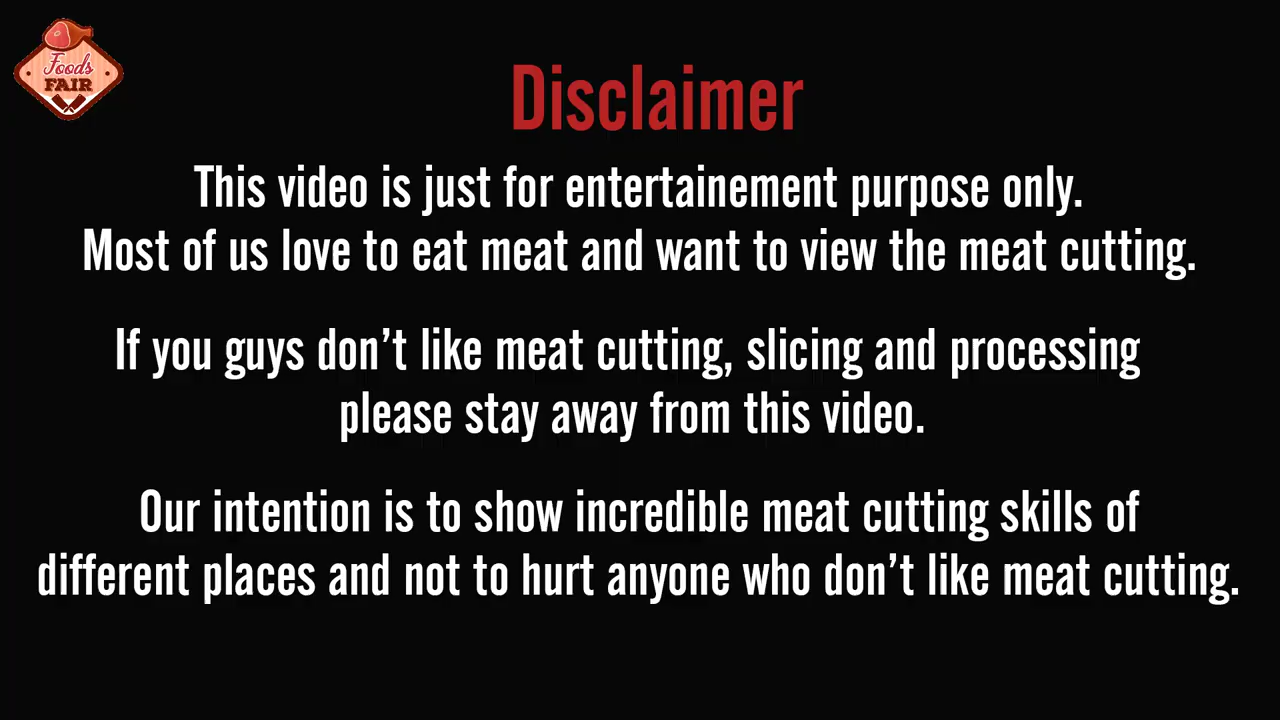 Foods
FAIR
Disclaimer
This video is just for entertainement purpose only.
Most of us love to eat meat and want to view the meat cutting.
If you guys don’t like meat cutting, slicing and processing
please stay away from this video.
Our intention is to show incredible meat cutting skills of
different places and not to hurt anyone who don’t like meat cutting.